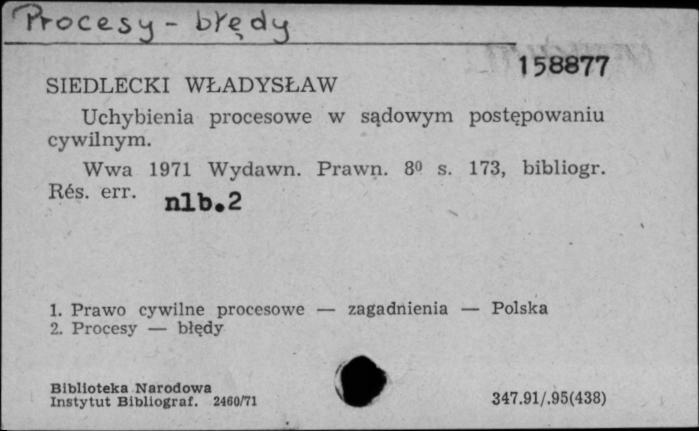 Procesy - błędy
158877
SIEDLECKI WŁADYSŁAW
Uchybienia procesowe w sądowym postępowaniu
cywilnym.
Wwa 1971 Wydawn. Prawn. 8⁰ s. 173, bibliogr.
Rés. err. nlb.2
1. Prawo cywilne procesowe — zagadnienia — Polska
2. Procesy — błędy
Biblioteka Narodowa
Instytut Bibliograf. 2460/71
347.91/.95(438)